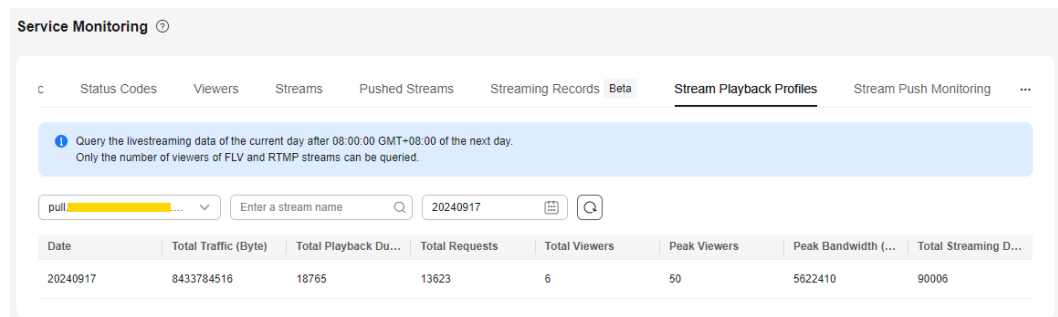 Service Monitoring
c Status Codes Viewers Streams Pushed Streams Streaming Records Beta Stream Playback Profiles Stream Push Monitoring ...
Query the livestreaming data of the current day after 08:00:00 GMT+08:00 of the next day.
Only the number of viewers of FLV and RTMP streams can be queried.
pull. ... Enter a stream name 20240917
Date Total Traffic (Byte) Total Playback Du... Total Requests Total Viewers Peak Viewers Peak Bandwidth (... Total Streaming D...
20240917 8433784516 18765 13623 6 50 5622410 90006